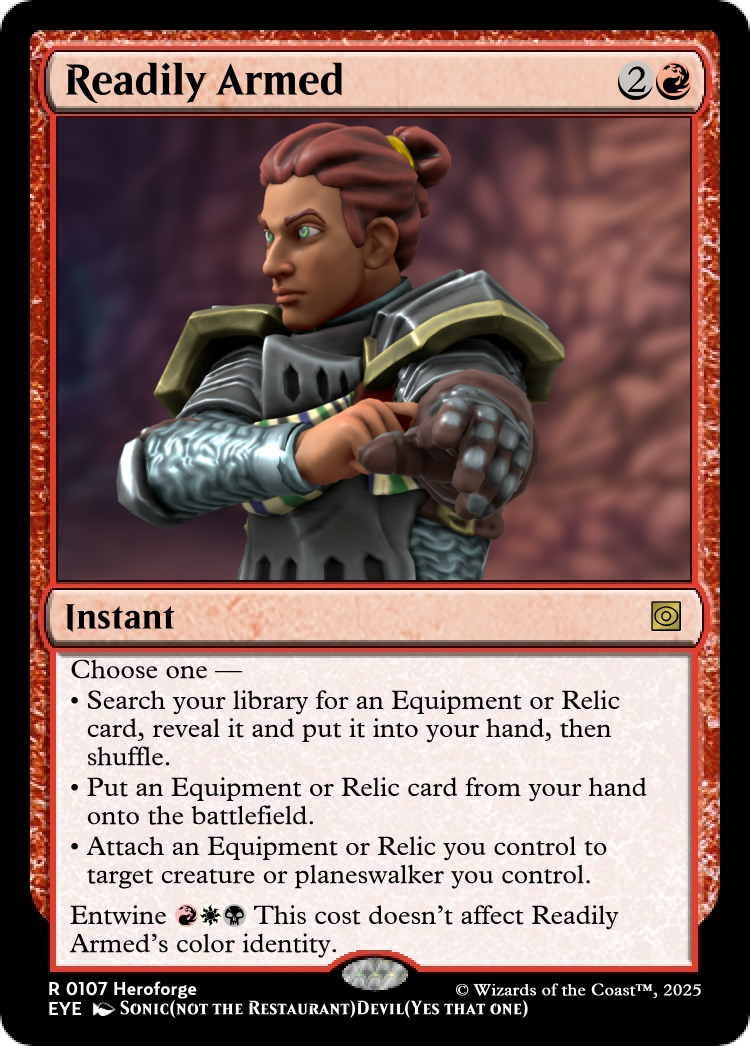 Readily Armed 2
Instant
Choose one —
• Search your library for an Equipment or Relic
card, reveal it and put it into your hand, then
shuffle.
• Put an Equipment or Relic card from your hand
onto the battlefield.
• Attach an Equipment or Relic you control to
target creature or planeswalker you control.
Entwine This cost doesn't affect Readily
Armed's color identity.
R 0107 Heroforge © Wizards of the Coast™, 2025
EYE Sonic(not the Restaurant)Devil(Yes that one)